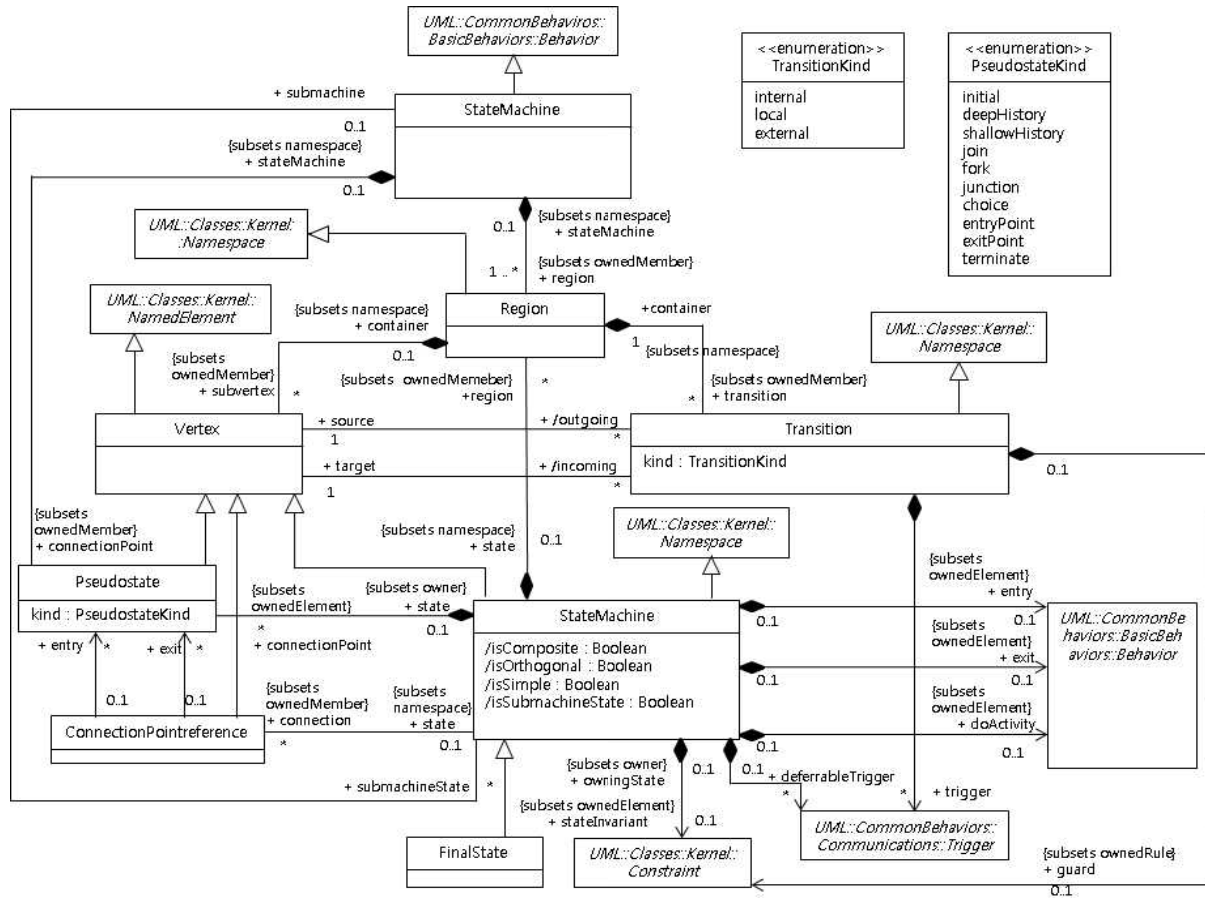 UML::CommonBehaviros::
BasicBehaviors::Behavior
<<enumeration>>
TransitionKind
internal
local
external
<<enumeration>>
PseudostateKind
initial
deepHistory
shallowHistory
join
fork
junction
choice
entryPoint
exitPoint
terminate
+ submachine
0..1
StateMachine
{subsets namespace}
+ stateMachine
0..1
UML::Classes::Kernel:
:Namespace
0..1
{subsets namespace}
+ stateMachine
1 .. *
{subsets ownedMember}
+ region
UML::Classes::Kernel::
NamedElement
{subsets namespace}
+ container
0..1
Region
+container
1
{subsets namespace}
UML::Classes::Kernel::
Namespace
{subsets
ownedMember}
+ subvertex
*
{subsets ownedMemeber}
+region
*
{subsets ownedMember}
+ transition
*
Vertex
+ source
1
+ /outgoing
*
+ target
1
+ /incoming
*
Transition
kind : TransitionKind
0..1
{subsets
ownedMember}
+ connectionPoint
{subsets namespace}
+ state
0..1
UML::Classes::Kernel::
Namespace
Pseudostate
kind : PseudostateKind
{subsets
ownedElement}
*
+ connectionPoint
{subsets owner}
+ state
0..1
StateMachine
/isComposite : Boolean
/isOrthogonal : Boolean
/isSimple : Boolean
/isSubmachineState : Boolean
0..1
{subsets
ownedElement}
+ entry
0..1
{subsets
ownedElement}
+ exit
0..1
0..1
{subsets
ownedElement}
+ doActivity
0..1
0..1
UML::CommonBe
haviors::BasicBeh
aviors::Behavior
+ entry
*
+ exit
*
0..1
0..1
ConnectionPointreference
{subsets
ownedMember}
+ connection
*
{subsets
namespace}
+ state
0..1
+ submachineState
*
{subsets owner}
+ owningState
0..1
0..1
+ deferrableTrigger
*
{subsets ownedElement}
+ stateInvariant
0..1
*
+ trigger
FinalState
UML::Classes::Kernel::
Constraint
UML::CommonBehaviors::
Communications::Trigger
{subsets ownedRule}
+ guard
0..1